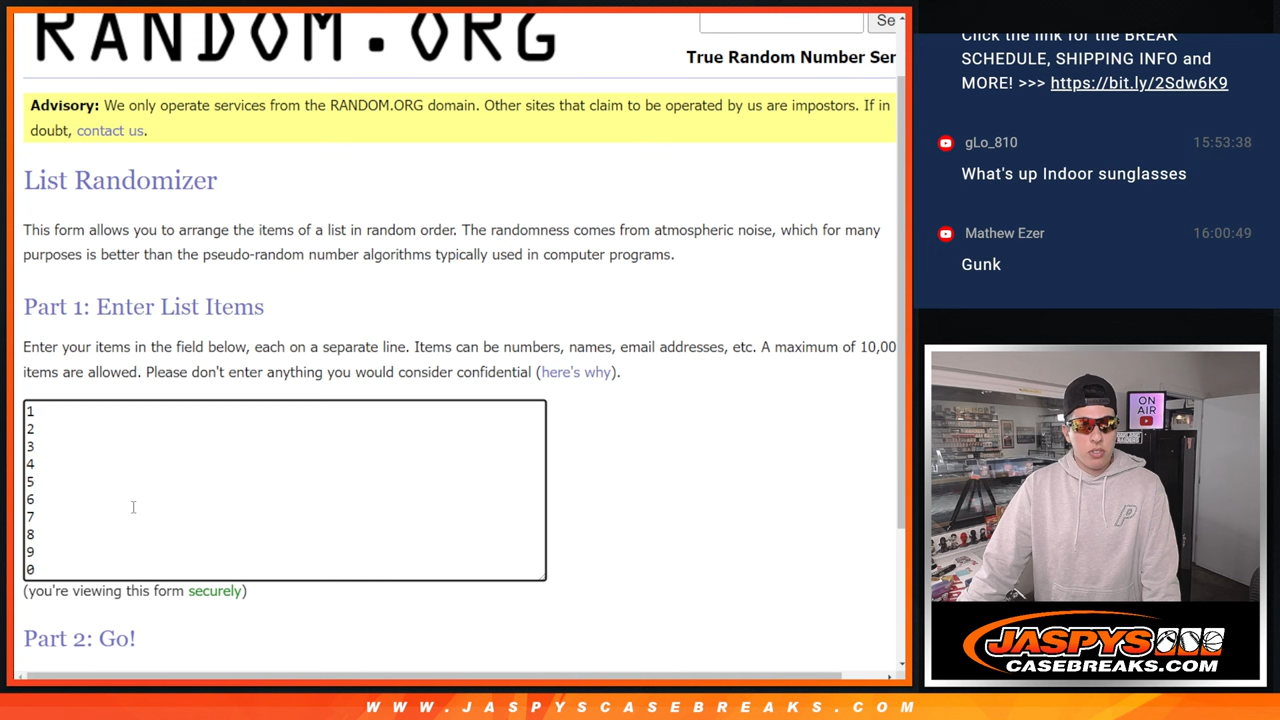 RANDOM.ORG
Se
True Random Number Ser
Advisory: We only operate services from the RANDOM.ORG domain. Other sites that claim to be operated by us are impostors. If in
doubt, contact us.
List Randomizer
This form allows you to arrange the items of a list in random order. The randomness comes from atmospheric noise, which for many
purposes is better than the pseudo-random number algorithms typically used in computer programs.
Part 1: Enter List Items
Enter your items in the field below, each on a separate line. Items can be numbers, names, email addresses, etc. A maximum of 10,00
items are allowed. Please don't enter anything you would consider confidential (here's why).
1
2
3
4
5
6
7
8
9
0
(you're viewing this form securely)
Part 2: Go!
Click the link for the BREAK
SCHEDULE, SHIPPING INFO and
MORE! >>> https://bit.ly/2Sdw6K9
gLo_810 15:53:38
What's up Indoor sunglasses
Mathew Ezer 16:00:49
Gunk
ON
AIR
P
JASPYS
CASEBREAKS.COM
WWW.JASPYSCASEBREAKS.COM